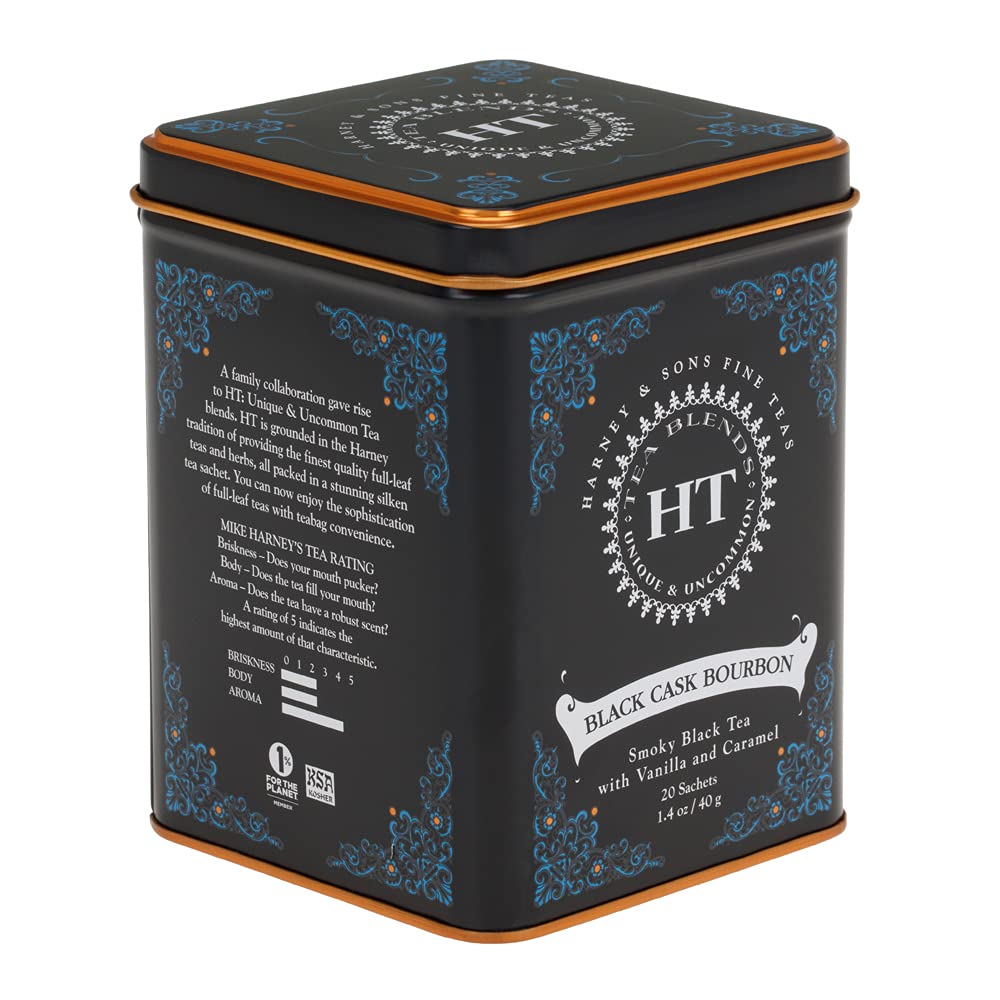 HARNEY & SONS FINE TEAS
TEA BLENDS
HT
UNIQUE & UNCOMMON
A family collaboration gave rise
to HT: Unique & Uncommon Tea
blends. HT is grounded in the Harney
tradition of providing the finest quality full-leaf
teas and herbs, all packed in a stunning silken
tea sachet. You can now enjoy the sophistication
of full-leaf teas with teabag convenience.
MIKE HARNEY'S TEA RATING
Briskness – Does your mouth pucker?
Body – Does the tea fill your mouth?
Aroma – Does the tea have a robust scent?
A rating of 5 indicates the
highest amount of that characteristic.
0 1 2 3 4 5
BRISKNESS
BODY
AROMA
1%
FOR THE
PLANET
MEMBER
KSA
KOSHER
HARNEY & SONS FINE TEAS
TEA BLENDS
HT
UNIQUE & UNCOMMON
BLACK CASK BOURBON
Smoky Black Tea
with Vanilla and Caramel
20 Sachets
1.4 oz / 40 g